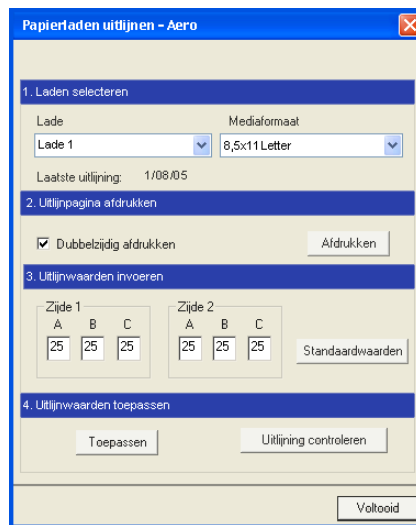 Papierladen uitlijnen - Aero
1. Laden selecteren
Lade Mediaformaat
Lade 1 8,5x11 Letter
Laatste uitlijning: 1/08/05
2. Uitlijnpagina afdrukken
Dubbelzijdig afdrukken Afdrukken
3. Uitlijnwaarden invoeren
Zijde 1 Zijde 2
A B C A B C
25 25 25 25 25 25 Standaardwaarden
4. Uitlijnwaarden toepassen
Toepassen Uitlijning controleren
Voltooid